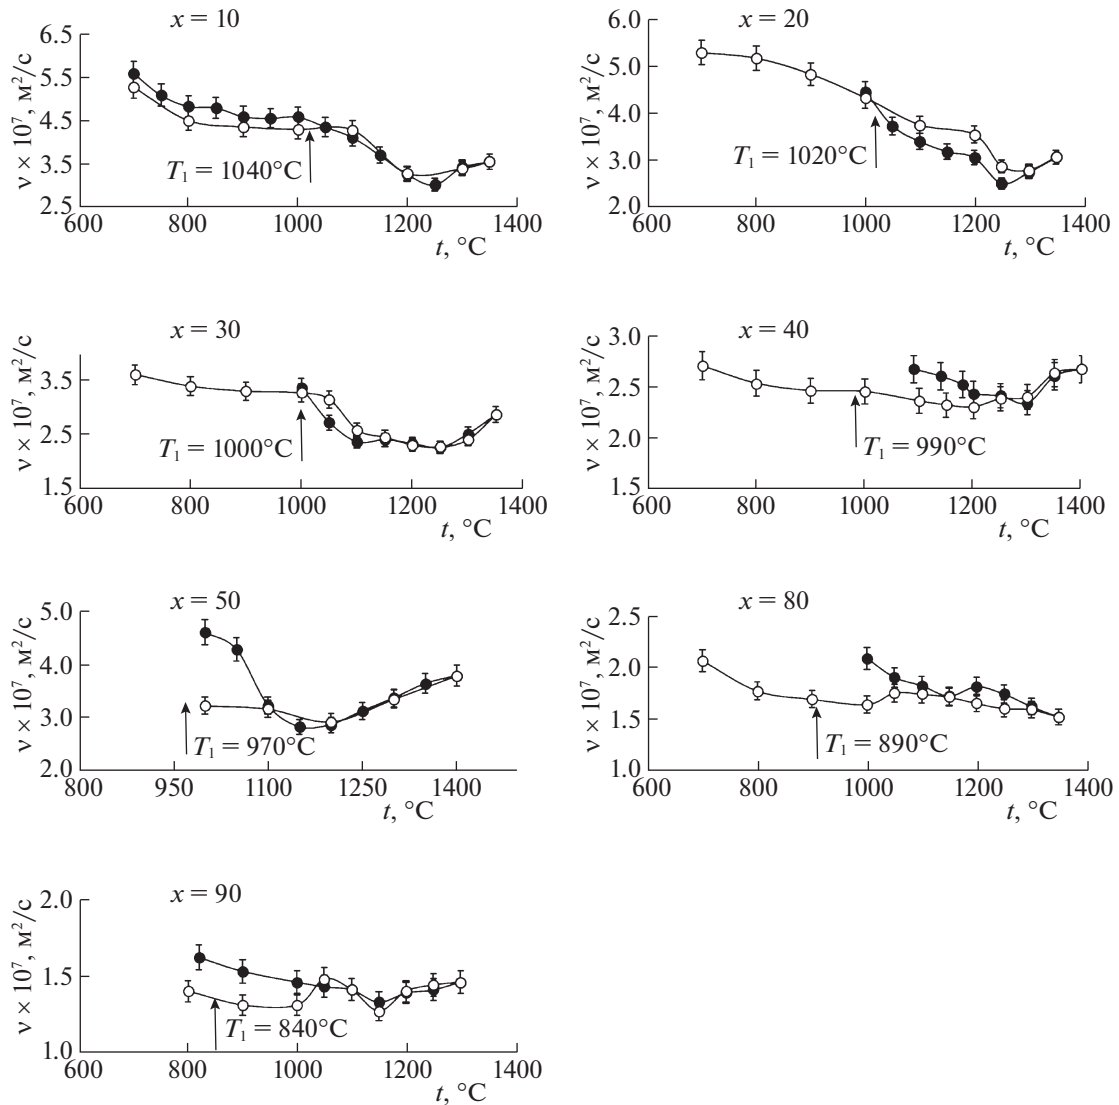 x = 10
ν × 10⁷, м²/с
6.5
5.5
4.5
3.5
2.5
T₁ = 1040°C
600 800 1000 1200 1400
t, °C
x = 20
ν × 10⁷, м²/с
6.0
5.0
4.0
3.0
2.0
T₁ = 1020°C
600 800 1000 1200 1400
t, °C
x = 30
ν × 10⁷, м²/с
3.5
2.5
1.5
T₁ = 1000°C
600 800 1000 1200 1400
t, °C
x = 40
ν × 10⁷, м²/с
3.0
2.5
2.0
1.5
T₁ = 990°C
600 800 1000 1200 1400
t, °C
x = 50
ν × 10⁷, м²/с
5.0
4.0
3.0
2.0
T₁ = 970°C
800 950 1100 1250 1400
t, °C
x = 80
ν × 10⁷, м²/с
2.5
2.0
1.5
1.0
T₁ = 890°C
600 800 1000 1200 1400
t, °C
x = 90
ν × 10⁷, м²/с
2.0
1.5
1.0
T₁ = 840°C
600 800 1000 1200 1400
t, °C